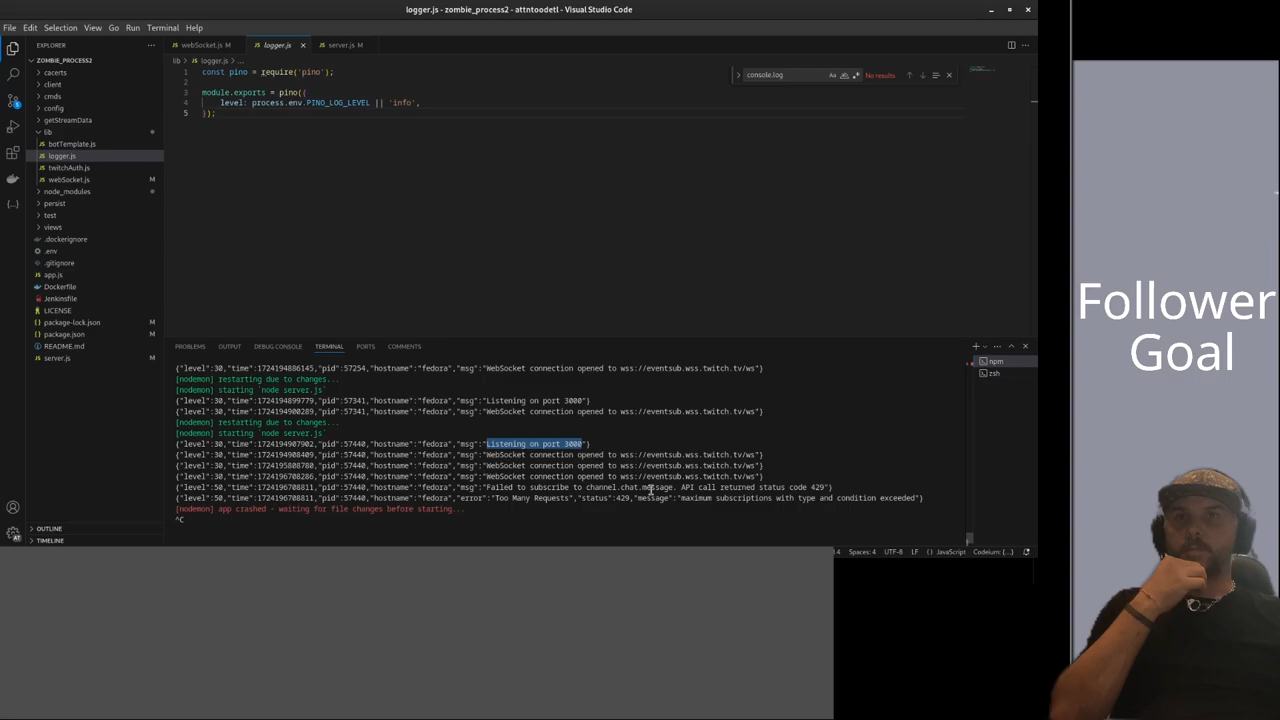 logger.js - zombie_process2 - attntoodetl - Visual Studio Code
File Edit Selection View Go Run Terminal Help
EXPLORER
ZOMBIE_PROCESS2
cacerts
client
cmds
config
getStreamData
lib
botTemplate.js
logger.js
twitchAuth.js
webSocket.js M
node_modules
persist
test
views
.dockerignore
.env
.gitignore
app.js
Dockerfile
Jenkinsfile
LICENSE
package-lock.json M
package.json M
README.md
server.js M
OUTLINE
TIMELINE
webSocket.js M logger.js server.js M
lib > logger.js > ...
1 const pino = require('pino');
2
3 module.exports = pino({
4 level: process.env.PINO_LOG_LEVEL || 'info',
5 });
console.log Aa ab No results
PROBLEMS OUTPUT DEBUG CONSOLE TERMINAL PORTS COMMENTS
npm
zsh
{"level":30,"time":1724194886145,"pid":57254,"hostname":"fedora","msg":"WebSocket connection opened to wss://eventsub.wss.twitch.tv/ws"}
[nodemon] restarting due to changes...
[nodemon] starting `node server.js`
{"level":30,"time":1724194899779,"pid":57341,"hostname":"fedora","msg":"Listening on port 3000"}
{"level":30,"time":1724194900289,"pid":57341,"hostname":"fedora","msg":"WebSocket connection opened to wss://eventsub.wss.twitch.tv/ws"}
[nodemon] restarting due to changes...
[nodemon] starting `node server.js`
{"level":30,"time":1724194907902,"pid":57440,"hostname":"fedora","msg":"Listening on port 3000"}
{"level":30,"time":1724194908409,"pid":57440,"hostname":"fedora","msg":"WebSocket connection opened to wss://eventsub.wss.twitch.tv/ws"}
{"level":30,"time":1724195808780,"pid":57440,"hostname":"fedora","msg":"WebSocket connection opened to wss://eventsub.wss.twitch.tv/ws"}
{"level":30,"time":1724196708286,"pid":57440,"hostname":"fedora","msg":"WebSocket connection opened to wss://eventsub.wss.twitch.tv/ws"}
{"level":50,"time":1724196708811,"pid":57440,"hostname":"fedora","msg":"Failed to subscribe to channel.chat.message. API call returned status code 429"}
{"level":50,"time":1724196708811,"pid":57440,"hostname":"fedora","error":"Too Many Requests","status":429,"message":"maximum subscriptions with type and condition exceeded"}
[nodemon] app crashed - waiting for file changes before starting...
^C
Spaces: 4 UTF-8 LF {} JavaScript Codeium: {...}
Follower
Goal